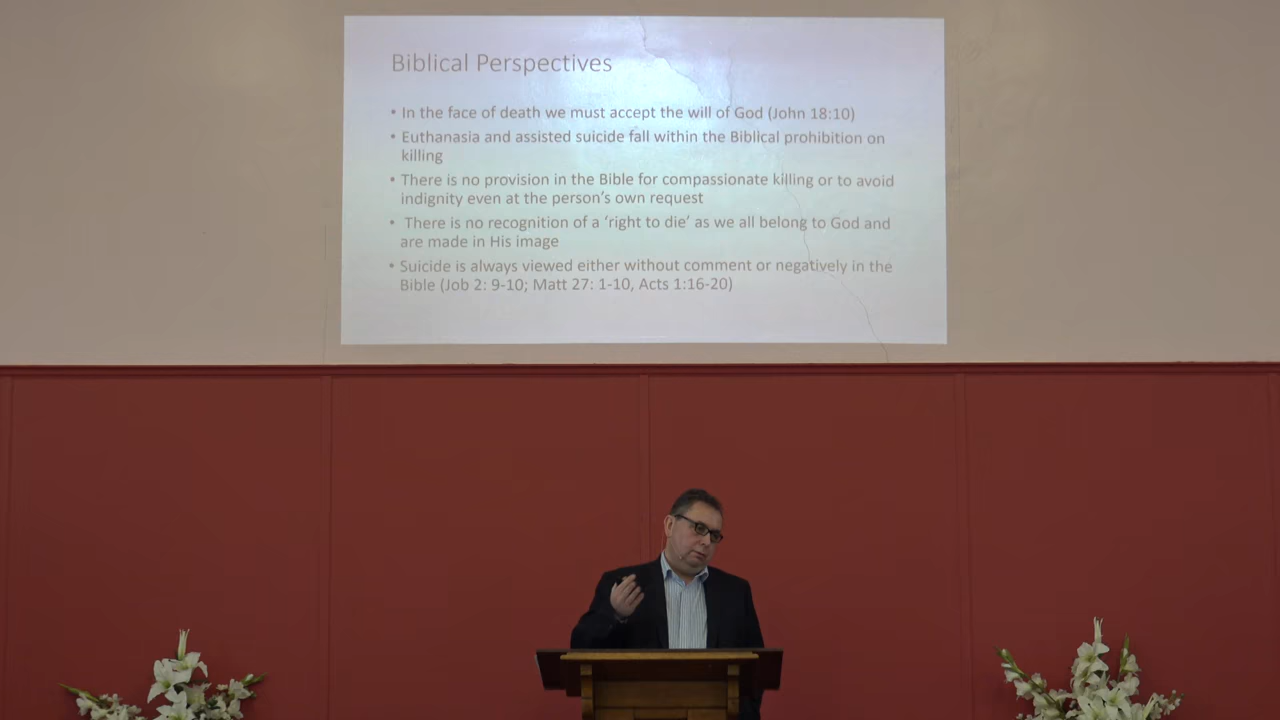 Biblical Perspectives
• In the face of death we must accept the will of God (John 18:10)
• Euthanasia and assisted suicide fall within the Biblical prohibition on
killing
• There is no provision in the Bible for compassionate killing or to avoid
indignity even at the person's own request
• There is no recognition of a 'right to die' as we all belong to God and
are made in His image
• Suicide is always viewed either without comment or negatively in the
Bible (Job 2: 9-10; Matt 27: 1-10, Acts 1:16-20)